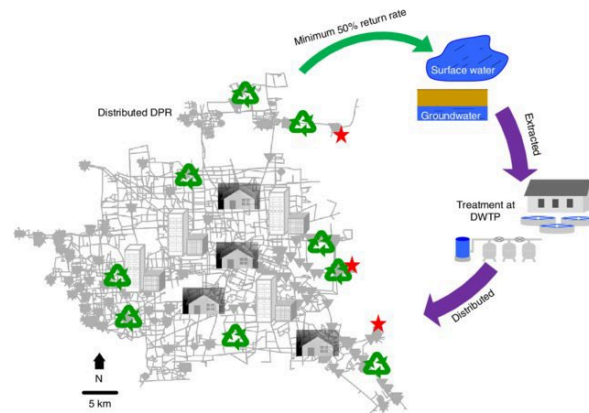 Minimum 50% return rate
Surface water
Distributed DPR
Groundwater
Extracted
Treatment at
DWTP
Distributed
N
5 km